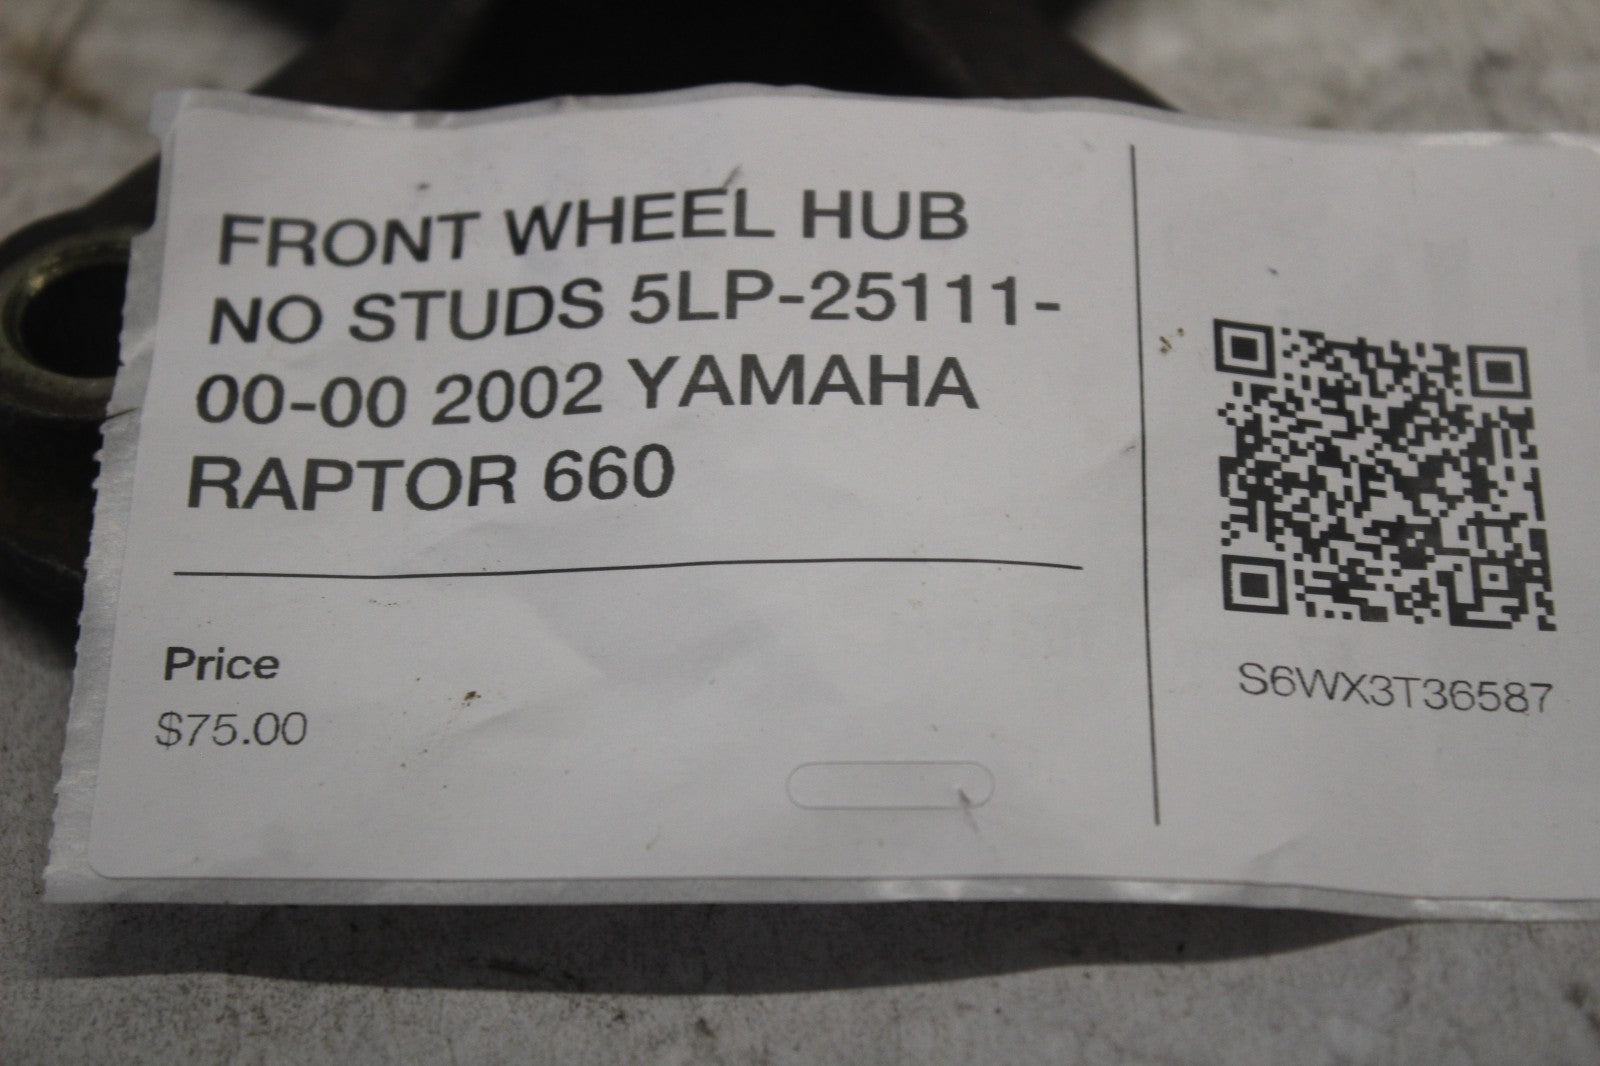 FRONT WHEEL HUB
NO STUDS 5LP-25111-
00-00 2002 YAMAHA
RAPTOR 660
Price
$75.00
S6WX3T36587